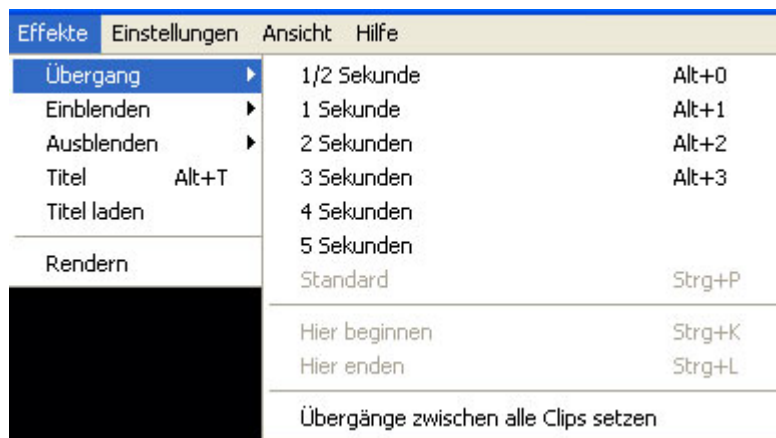 Effekte Einstellungen Ansicht Hilfe
Übergang
Einblenden
Ausblenden
Titel Alt+T
Titel laden
Rendern
1/2 Sekunde Alt+0
1 Sekunde Alt+1
2 Sekunden Alt+2
3 Sekunden Alt+3
4 Sekunden
5 Sekunden
Standard Strg+P
Hier beginnen Strg+K
Hier enden Strg+L
Übergänge zwischen alle Clips setzen